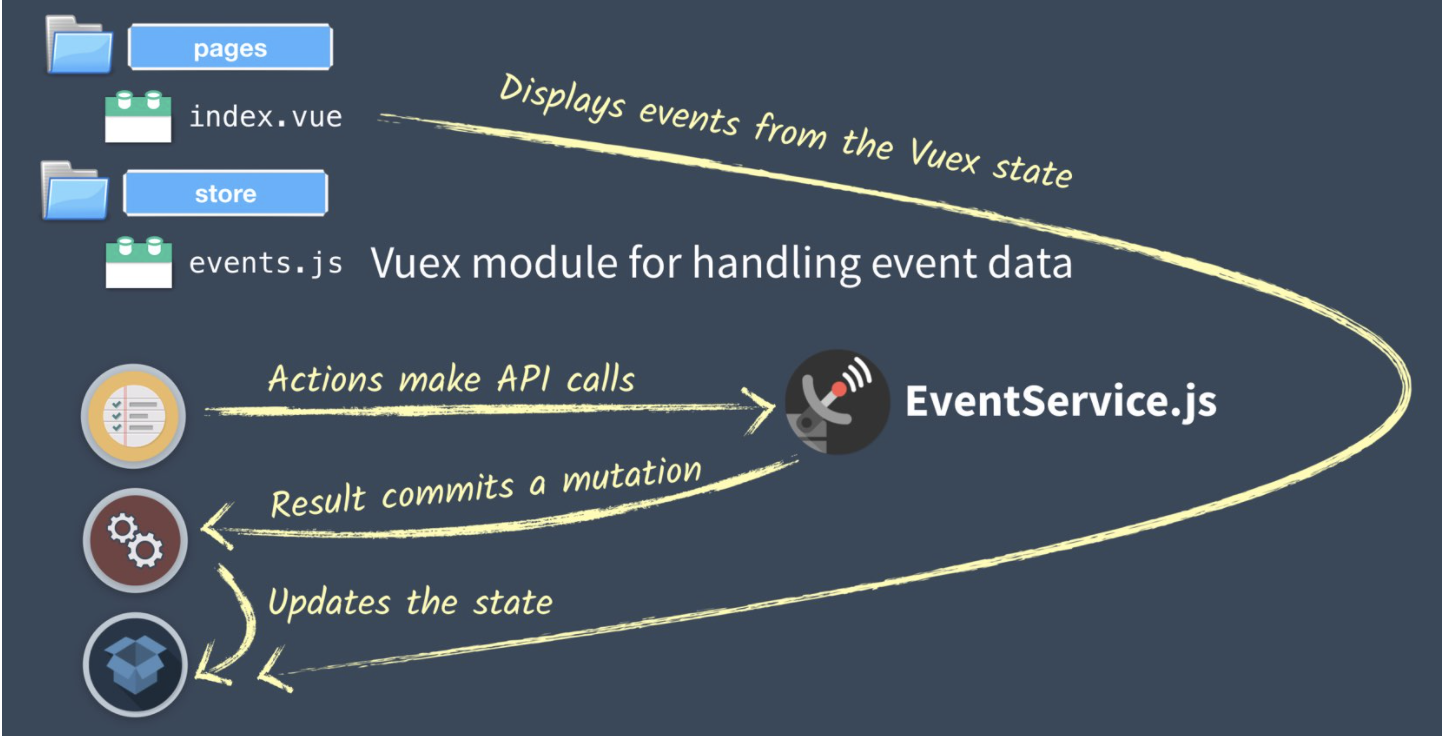 pages
index.vue
Displays events from the Vuex state
store
events.js Vuex module for handling event data
Actions make API calls
EventService.js
Result commits a mutation
Updates the state